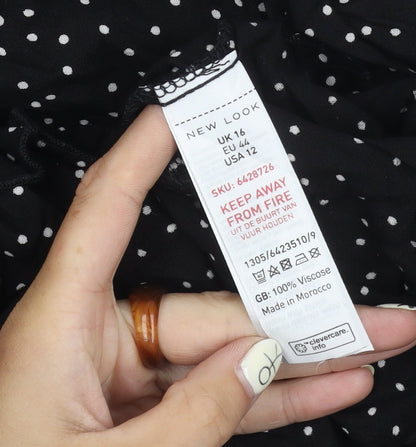 NEW LOOK
UK 16
EU 44
USA 12
SKU: 6428726
KEEP AWAY
FROM FIRE
UIT DE BUURT VAN
VUUR HOUDEN
1305/6423510/9
GB: 100% Viscose
Made in Morocco
clevercare.
info